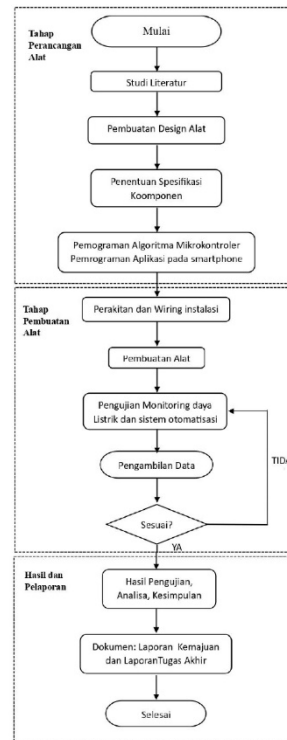 Tahap
Perancangan
Alat
Mulai
Studi Literatur
Pembuatan Design Alat
Penentuan Spesifikasi
Koomponen
Pemograman Algoritma Mikrokontroler
Pemrograman Aplikasi pada smartphone
Tahap
Pembuatan
Alat
Perakitan dan Wiring instalasi
Pembuatan Alat
Pengujian Monitoring daya
Listrik dan sistem otomatisasi
Pengambilan Data
Sesuai?
YA
Hasil dan
Pelaporan
Hasil Pengujian,
Analisa, Kesimpulan
Dokumen: Laporan Kemajuan
dan LaporanTugas Akhir
Selesai